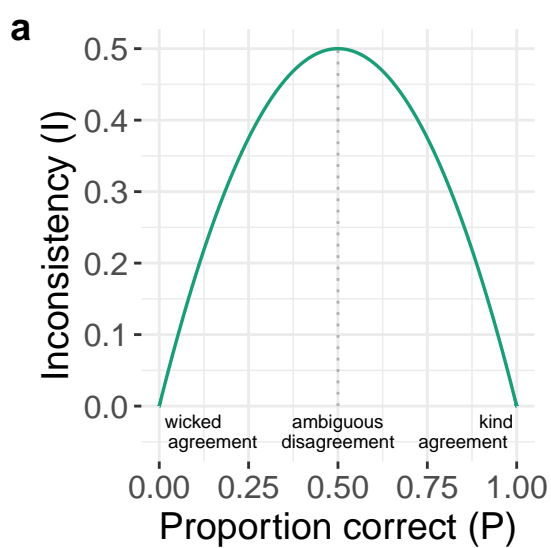 a
Inconsistency (I)
0.5
0.4
0.3
0.2
0.1
0.0
wicked agreement
ambiguous disagreement
kind agreement
0.00 0.25 0.50 0.75 1.00
Proportion correct (P)